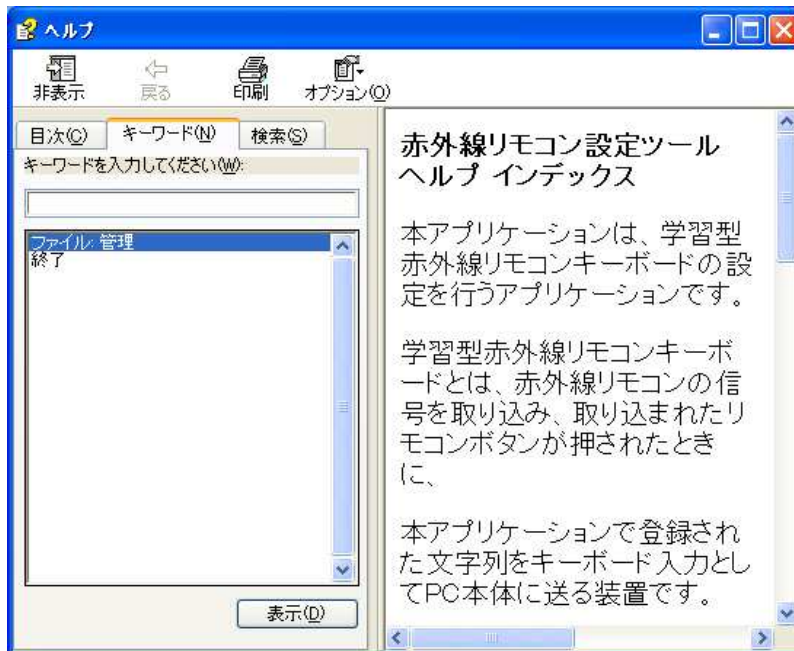 ヘルプ
非表示 戻る 印刷 オプション(O)
目次(C) キーワード(N) 検索(S)
キーワードを入力してください(W):
ファイル: 管理
終了
表示(D)
赤外線リモコン設定ツール
ヘルプ インデックス
本アプリケーションは、学習型
赤外線リモコンキーボードの設
定を行うアプリケーションです。
学習型赤外線リモコンキーボ
ードとは、赤外線リモコンの信
号を取り込み、取り込まれたリ
モコンボタンが押されたとき
に、
本アプリケーションで登録され
た文字列をキーボード入力とし
てPC本体に送る装置です。